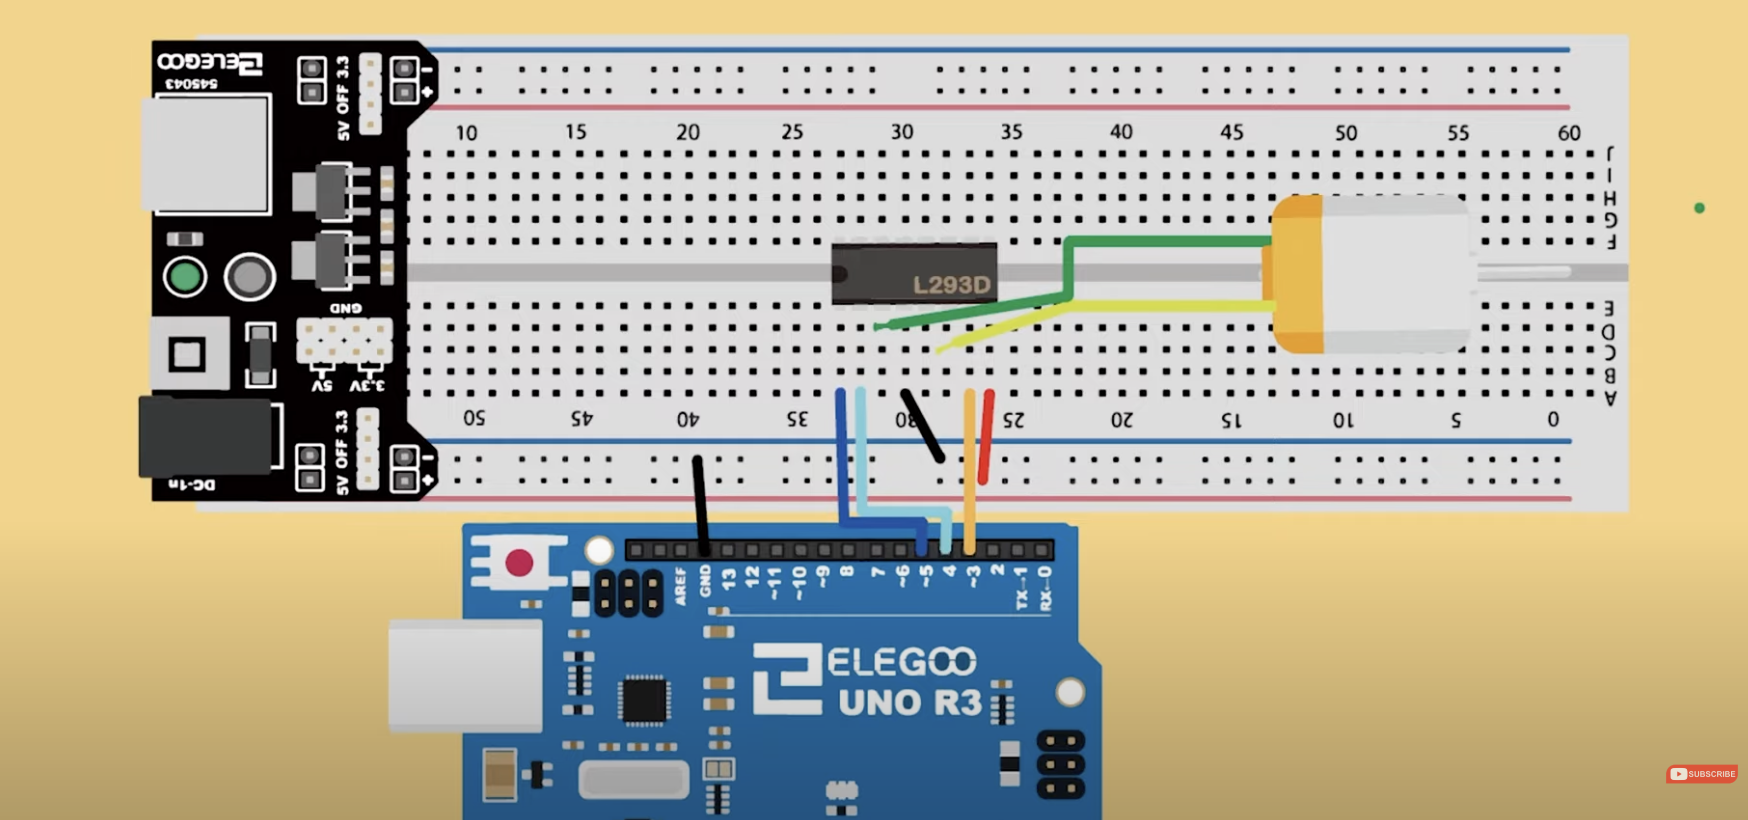 ELEGOO
545043
5V OFF 3.3
-
+
10 15 20 25 30 35 40 45 50 55 60
J
I
H
G
F
L293D
GND
5V 3.3V
E
D
C
B
A
50 45 40 35 30 25 20 15 10 5 0
5V OFF 3.3
-
+
DC-1n
AREF GND 13 12 ~11 ~10 ~9 8 7 ~6 ~5 4 ~3 2 TX→1 RX←0
ELEGOO
UNO R3
SUBSCRIBE